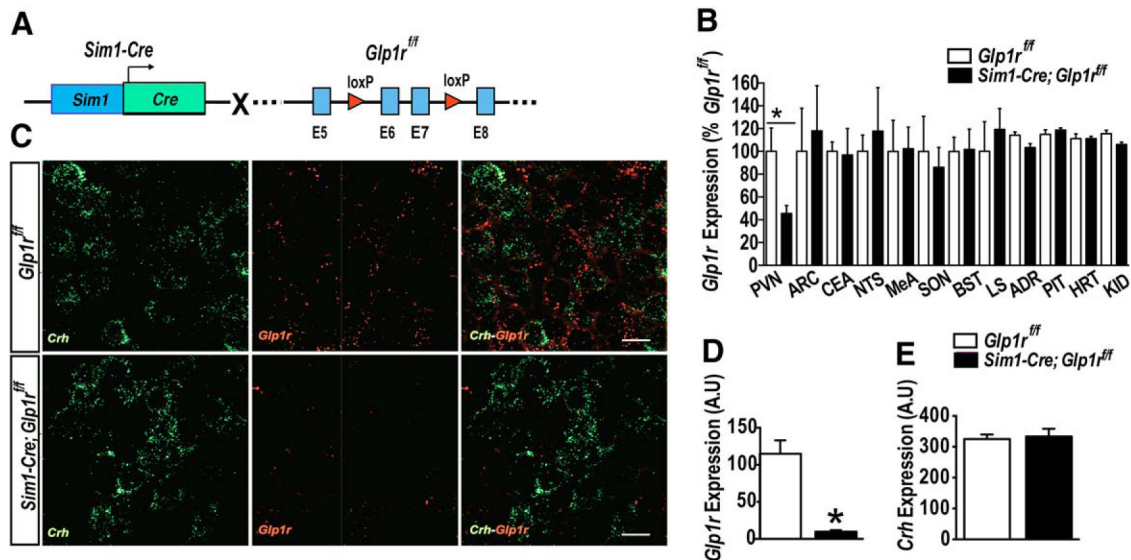 A
Sim1-Cre
Glp1r f/f
loxP
loxP
Sim1
Cre
X
E5
E6
E7
E8
B
Glp1r f/f
Sim1-Cre; Glp1r f/f
Glp1r Expression (% Glp1r f/f)
160
140
120
100
80
60
40
20
0
*
PVN
ARC
CEA
NTS
MeA
SON
BST
LS
ADR
PIT
HRT
KID
C
Glp1r f/f
Crh
Glp1r
Crh-Glp1r
Sim1-Cre; Glp1r f/f
Crh
Glp1r
Crh-Glp1r
D
Glp1r Expression (A.U)
150
100
50
0
*
Glp1r f/f
Sim1-Cre; Glp1r f/f
E
Crh Expression (A.U)
400
300
200
100
0